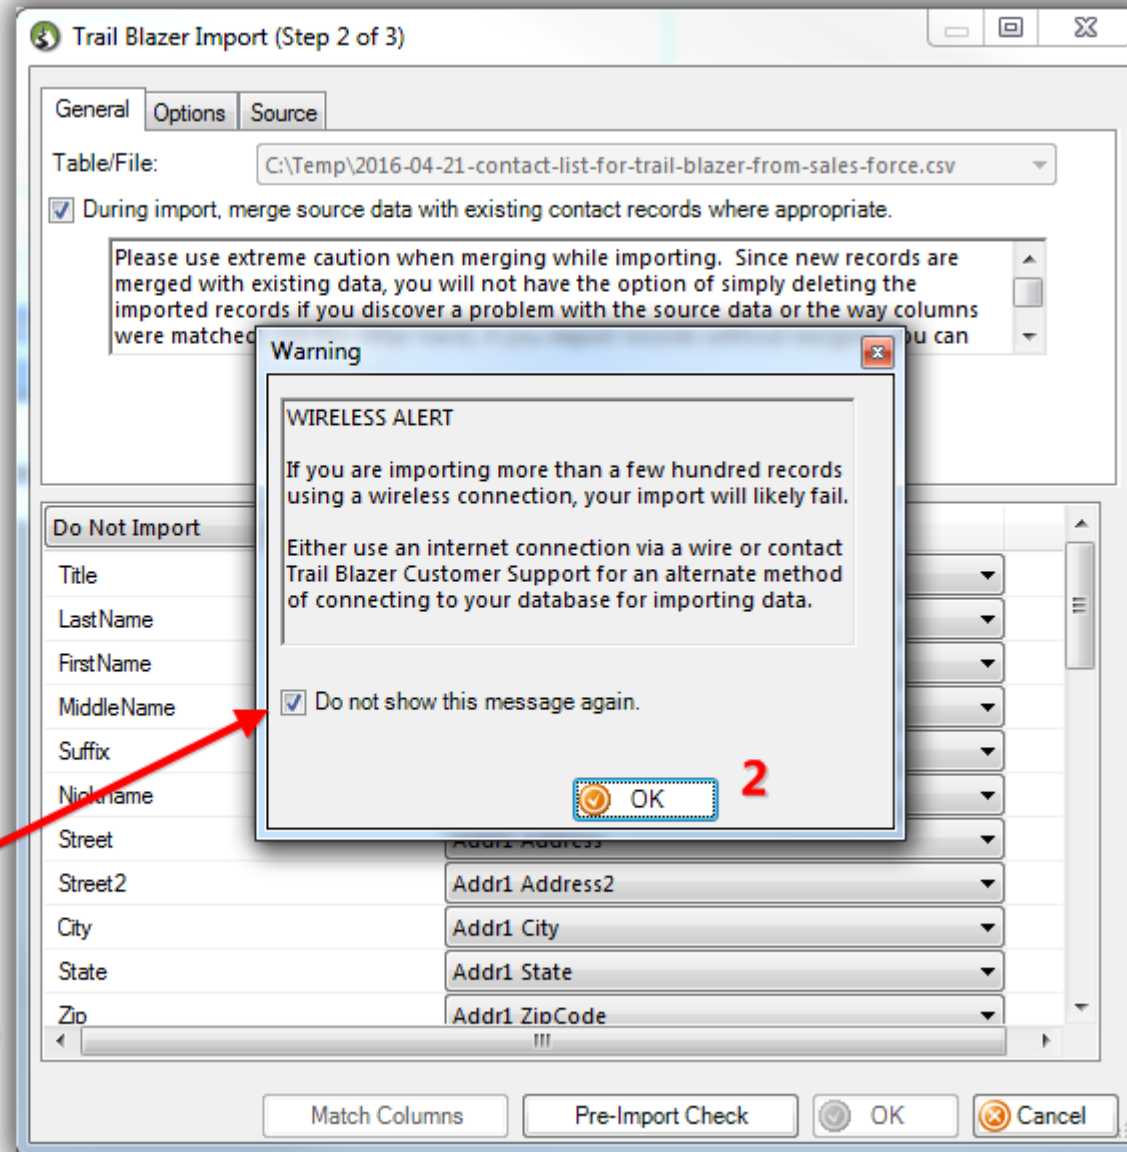 Trail Blazer Import (Step 2 of 3)
General Options Source
Table/File: C:\Temp\2016-04-21-contact-list-for-trail-blazer-from-sales-force.csv
During import, merge source data with existing contact records where appropriate.
Please use extreme caution when merging while importing. Since new records are
merged with existing data, you will not have the option of simply deleting the
imported records if you discover a problem with the source data or the way columns
were matched can
Warning
WIRELESS ALERT
If you are importing more than a few hundred records
using a wireless connection, your import will likely fail.
Either use an internet connection via a wire or contact
Trail Blazer Customer Support for an alternate method
of connecting to your database for importing data.
Do not show this message again.
OK 2
Do Not Import
Title
LastName
FirstName
MiddleName
Suffix
Nickname
Street Addr1 Address
Street2 Addr1 Address2
City Addr1 City
State Addr1 State
Zip Addr1 ZipCode
Match Columns Pre-Import Check OK Cancel